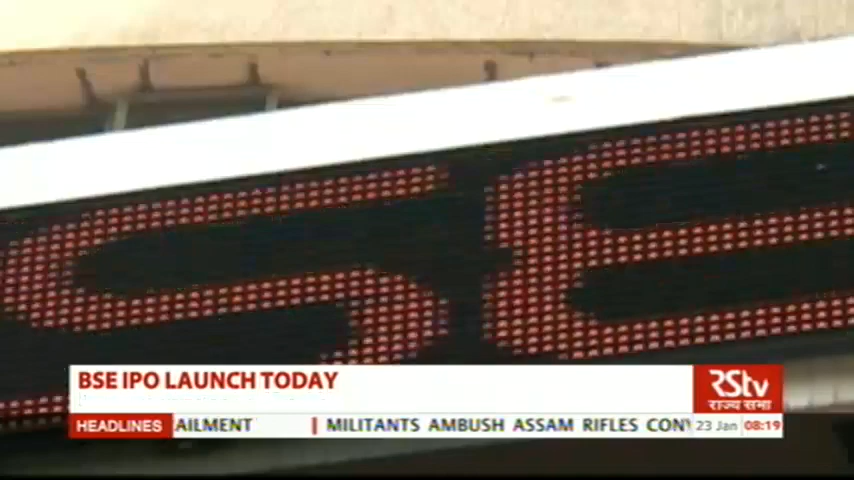 SE
BSE IPO LAUNCH TODAY
RStv
राज्य सभा
HEADLINES AILMENT | MILITANTS AMBUSH ASSAM RIFLES 23 Jan 08:19